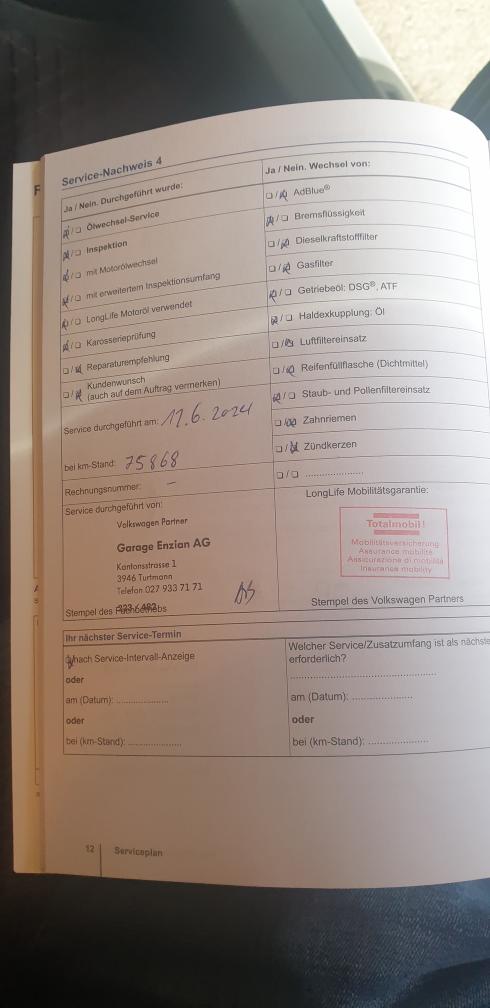 Service-Nachweis 4
Ja / Nein. Durchgeführt wurde:
☒ / ☐ Ölwechsel-Service
☒ / ☐ Inspektion
☒ / ☐ mit Motorölwechsel
☒ / ☐ mit erweitertem Inspektionsumfang
☒ / ☐ LongLife Motoröl verwendet
☒ / ☐ Karosserieprüfung
☐ / ☒ Reparaturempfehlung
☐ / ☒ Kundenwunsch
(auch auf dem Auftrag vermerken)
Service durchgeführt am: 17.6.2024
bei km-Stand: 75868
Rechnungsnummer: -
Service durchgeführt von:
Volkswagen Partner
Garage Enzian AG
Kantonsstrasse 1
3946 Turtmann
Telefon 027 933 71 71
Stempel des Fachbetriebs
Ja / Nein. Wechsel von:
☐ / ☒ AdBlue®
☒ / ☐ Bremsflüssigkeit
☐ / ☒ Dieselkraftstofffilter
☐ / ☒ Gasfilter
☒ / ☐ Getriebeöl: DSG®, ATF
☒ / ☐ Haldexkupplung: Öl
☐ / ☒ Luftfiltereinsatz
☐ / ☒ Reifenfüllflasche (Dichtmittel)
☒ / ☐ Staub- und Pollenfiltereinsatz
☐ / ☒ Zahnriemen
☐ / ☒ Zündkerzen
☐ / ☐ ....................
LongLife Mobilitätsgarantie:
Totalmobil!
Mobilitätsversicherung
Assurance mobilité
Assicurazione di mobilità
Insurance mobility
Stempel des Volkswagen Partners
Ihr nächster Service-Termin
☒ nach Service-Intervall-Anzeige
oder
am (Datum): ..................
oder
bei (km-Stand): ..................
Welcher Service/Zusatzumfang ist als nächste
erforderlich?
..................................................
am (Datum): ....................
oder
bei (km-Stand): ....................
12 Serviceplan